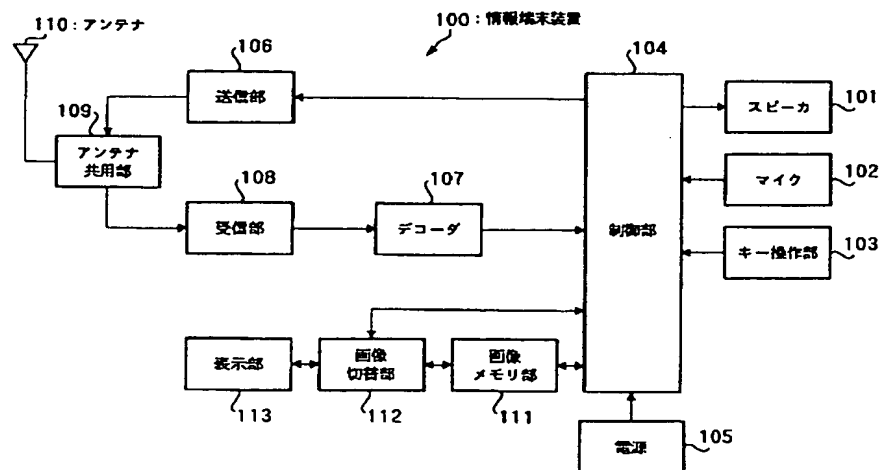 110：アンテナ
100：情報端末装置
106
送信部
104
スピーカ
101
109
アンテナ
共用部
マイク
102
108
受信部
107
デコーダ
制御部
キー操作部
103
表示部
113
画像
切替部
112
画像
メモリ部
111
電源
105